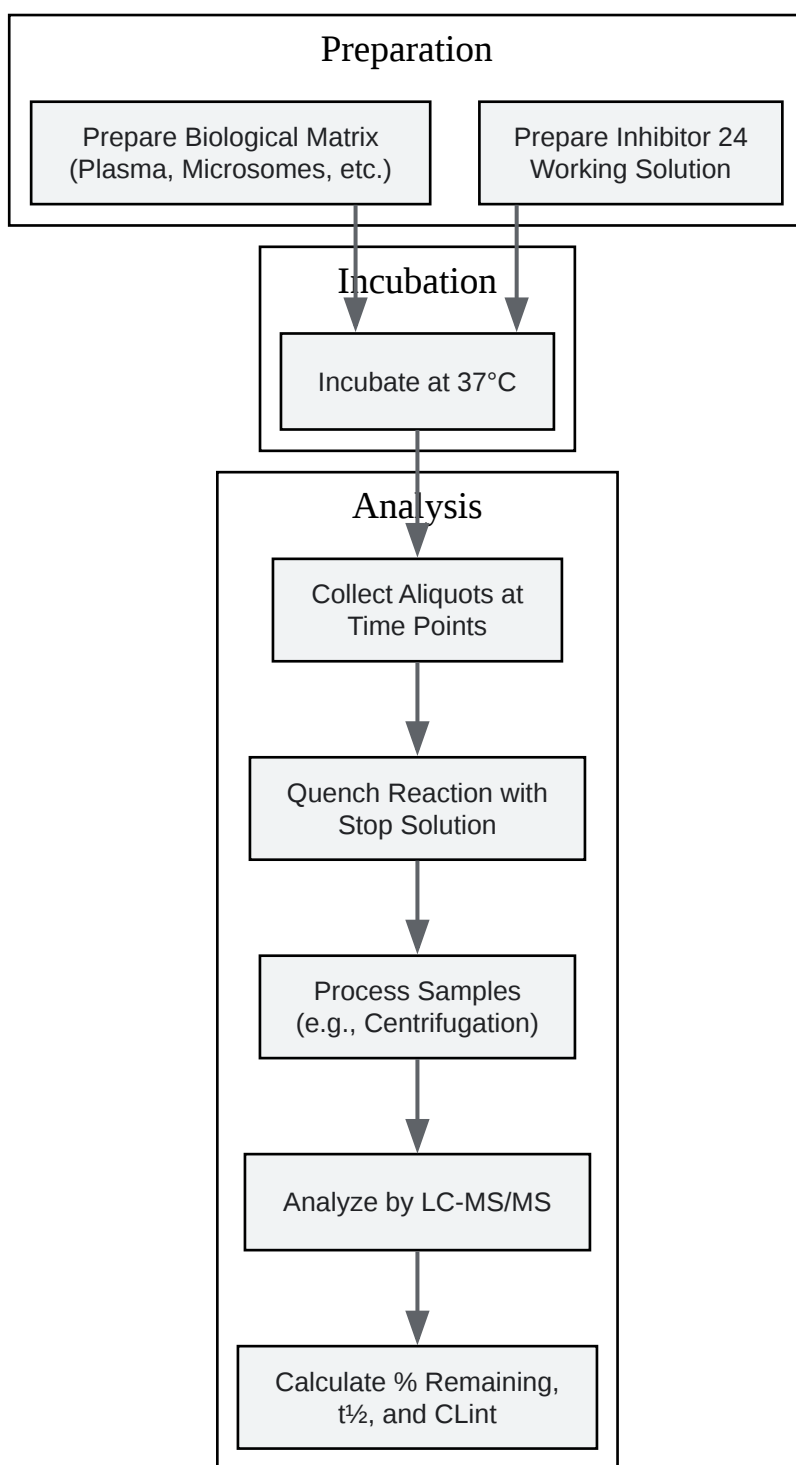 Preparation
Prepare Biological Matrix
(Plasma, Microsomes, etc.)
Prepare Inhibitor 24
Working Solution
Incubation
Incubate at 37°C
Analysis
Collect Aliquots at
Time Points
Quench Reaction with
Stop Solution
Process Samples
(e.g., Centrifugation)
Analyze by LC-MS/MS
Calculate % Remaining,
t½, and CLint